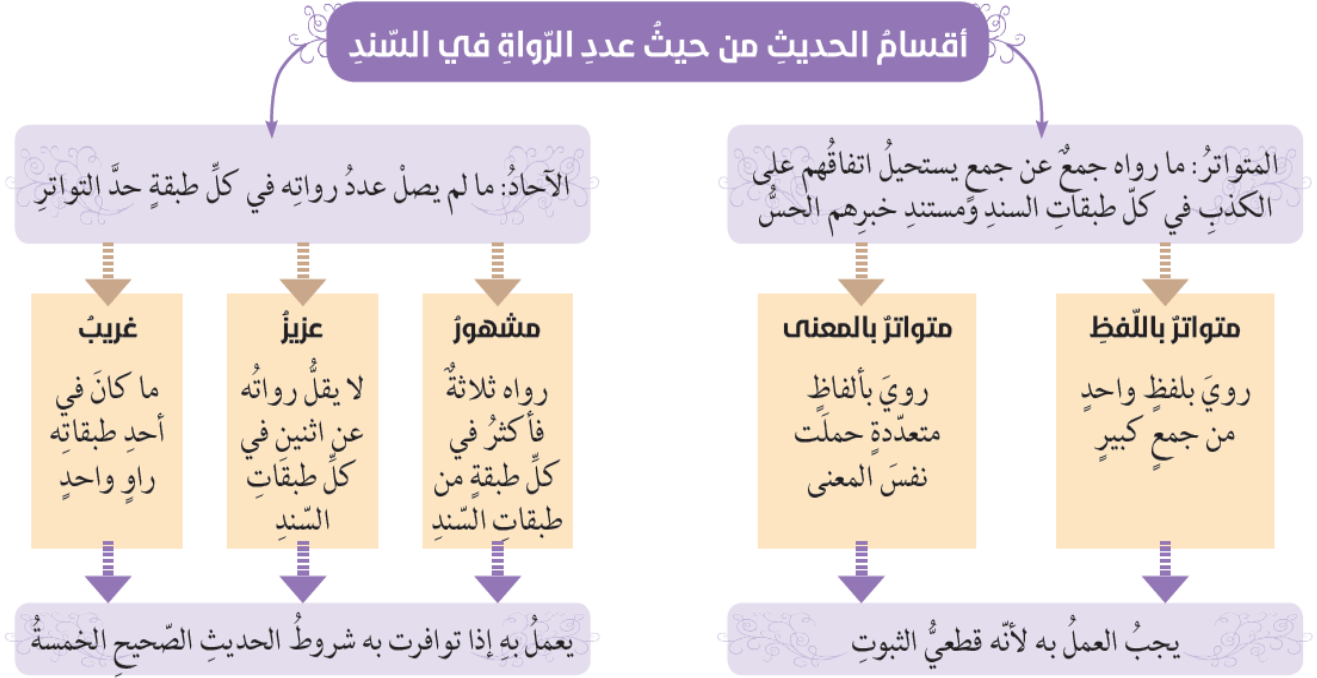 أقسامُ الحديثِ من حيثُ عددِ الرّواةِ في السّندِ
المتواترُ: ما رواه جمعٌ عن جمعٍ يستحيلُ اتفاقُهم على
الكذبِ في كلّ طبقاتِ السندِ ومستندِ خبرِهم الحسُّ
متواترٌ باللّفظِ
رويَ بلفظٍ واحدٍ
من جمعٍ كبيرٍ
متواترٌ بالمعنى
رويَ بألفاظٍ
متعدّدةٍ حملَت
نفسَ المعنى
يجبُ العملُ به لأنّه قطعيُّ الثبوتِ
الآحادُ: ما لم يصلْ عددُ رواتِه في كلِّ طبقةٍ حدَّ التواترِ
مشهورٌ
رواه ثلاثةٌ
فأكثرُ في
كلِّ طبقةٍ من
طبقاتِ السّندِ
عزيزٌ
لا يقلُّ رواتُه
عن اثنين في
كلِّ طبقَاتِ
السّندِ
غريبٌ
ما كانَ في
أحدِ طبقاتِه
راوٍ واحدٍ
يعملُ بهِ إذا توافرت به شروطُ الحديثِ الصّحيحِ الخمسةُ